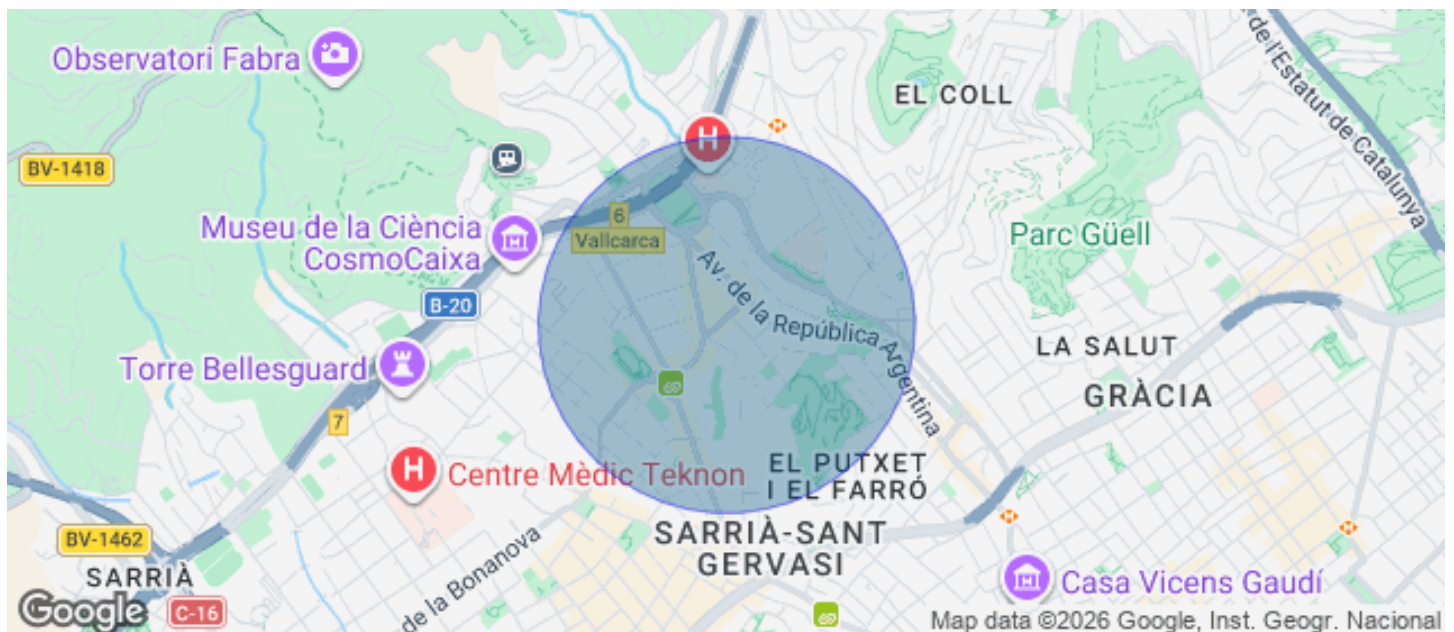 Observatori Fabra
EL COLL
de l'Estatut de Catalunya
H
BV-1418
Museu de la Ciència
CosmoCaixa
6
Vallcarca
Parc Güell
B-20
Av. de la República Argentina
Torre Bellesguard
LA SALUT
GRÀCIA
7
H
Centre Mèdic Teknon
EL PUTXET
I EL FARRÓ
BV-1462
SARRIÀ-SANT
GERVASI
SARRIÀ
de la Bonanova
Casa Vicens Gaudí
Google
C-16
Map data ©2026 Google, Inst. Geogr. Nacional